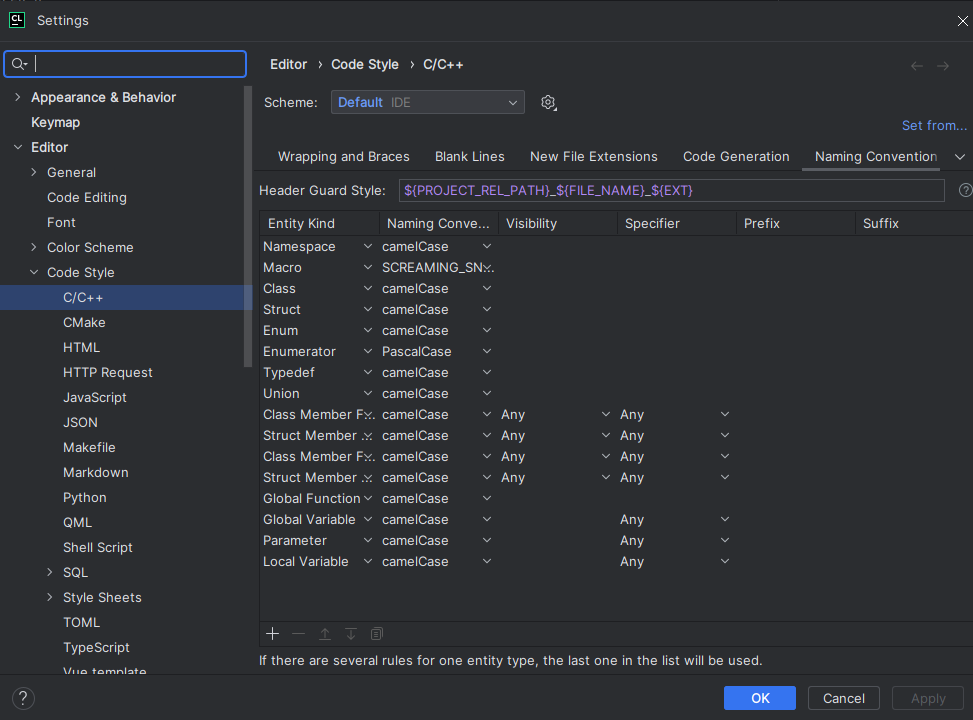 CL Settings
Editor › Code Style › C/C++
Appearance & Behavior
Keymap
Editor
General
Code Editing
Font
Color Scheme
Code Style
C/C++
CMake
HTML
HTTP Request
JavaScript
JSON
Makefile
Markdown
Python
QML
Shell Script
SQL
Style Sheets
TOML
TypeScript
Vue template
Scheme: Default IDE
Set from...
Wrapping and Braces Blank Lines New File Extensions Code Generation Naming Convention
Header Guard Style: ${PROJECT_REL_PATH}_${FILE_NAME}_${EXT}
Entity Kind Naming Conve... Visibility Specifier Prefix Suffix
Namespace camelCase
Macro SCREAMING_SN...
Class camelCase
Struct camelCase
Enum camelCase
Enumerator PascalCase
Typedef camelCase
Union camelCase
Class Member F... camelCase Any Any
Struct Member ... camelCase Any Any
Class Member F... camelCase Any Any
Struct Member ... camelCase Any Any
Global Function camelCase
Global Variable camelCase Any
Parameter camelCase Any
Local Variable camelCase Any
If there are several rules for one entity type, the last one in the list will be used.
? OK Cancel Apply